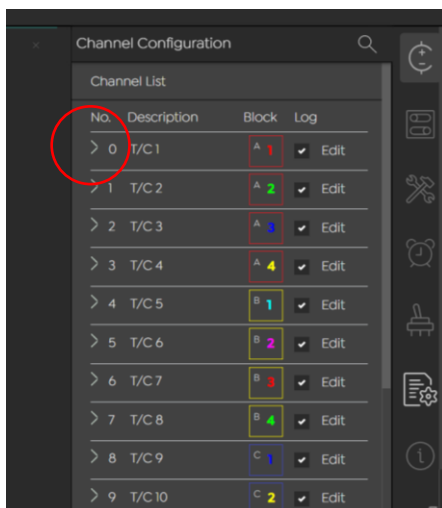 Channel Configuration
Channel List
No. Description Block Log
0 T/C 1 A 1 Edit
1 T/C 2 A 2 Edit
2 T/C 3 A 3 Edit
3 T/C 4 A 4 Edit
4 T/C 5 B 1 Edit
5 T/C 6 B 2 Edit
6 T/C 7 B 3 Edit
7 T/C 8 B 4 Edit
8 T/C 9 C 1 Edit
9 T/C 10 C 2 Edit